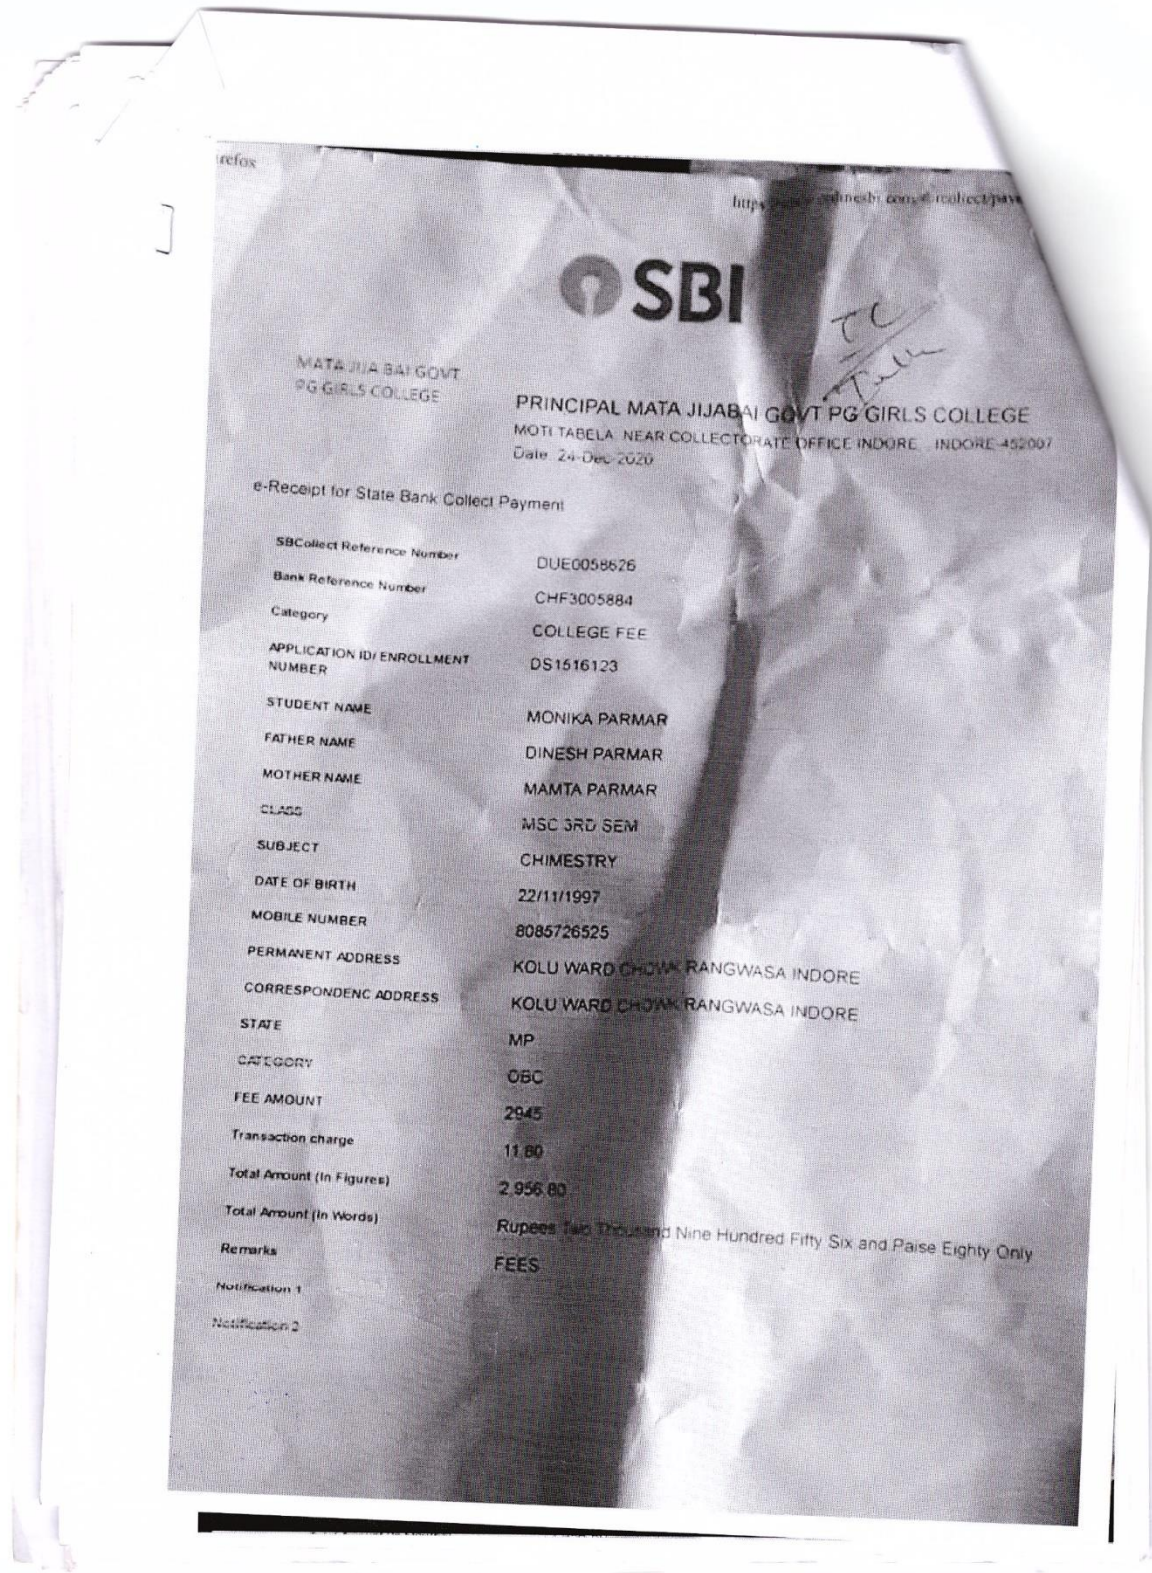 refox
SBI
TC
MATA JIJA BAI GOVT
PG GIRLS COLLEGE
PRINCIPAL MATA JIJABAI GOVT PG GIRLS COLLEGE
MOTI TABELA NEAR COLLECTORATE OFFICE INDORE , INDORE-452007
Date: 24-Dec-2020
e-Receipt for State Bank Collect Payment
SBCollect Reference Number DUE0058626
Bank Reference Number CHF3005884
Category COLLEGE FEE
APPLICATION ID/ ENROLLMENT NUMBER DS1516123
STUDENT NAME MONIKA PARMAR
FATHER NAME DINESH PARMAR
MOTHER NAME MAMTA PARMAR
CLASS MSC 3RD SEM
SUBJECT CHIMESTRY
DATE OF BIRTH 22/11/1997
MOBILE NUMBER 8085726525
PERMANENT ADDRESS KOLU WARD CHOWK RANGWASA INDORE
CORRESPONDENC ADDRESS KOLU WARD CHOWK RANGWASA INDORE
STATE MP
CATEGORY OBC
FEE AMOUNT 2945
Transaction charge 11.80
Total Amount (In Figures) 2,956.80
Total Amount (In Words) Rupees Two Thousand Nine Hundred Fifty Six and Paise Eighty Only
Remarks FEES
Notification 1
Notification 2